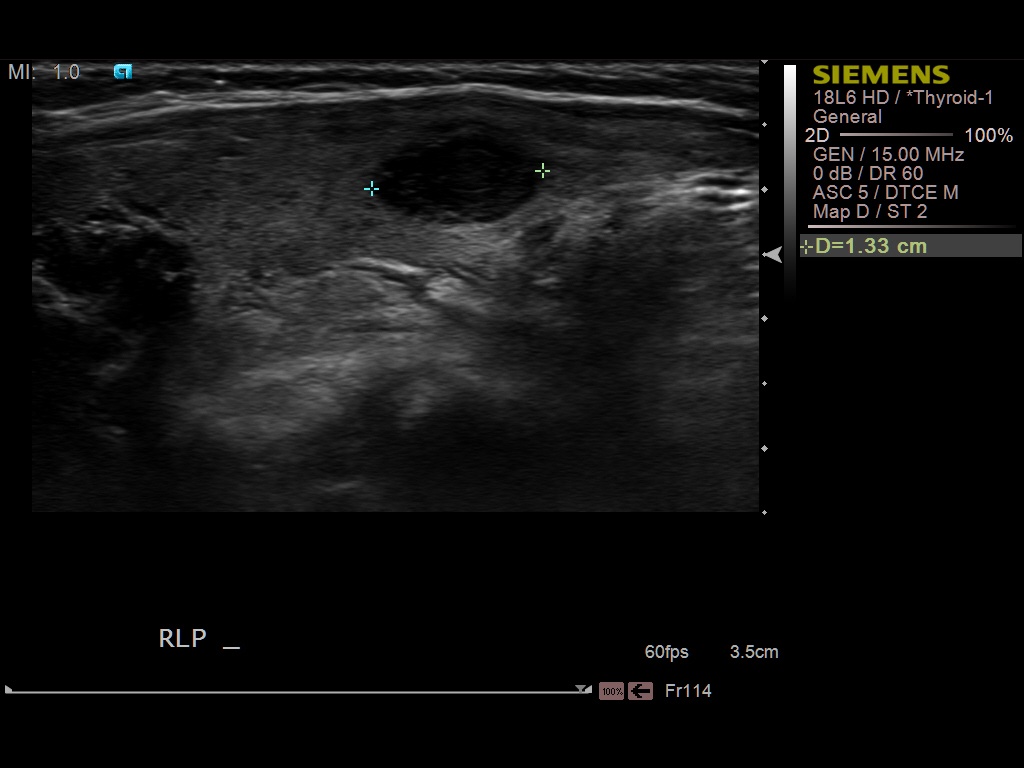 MI: 1.0
SIEMENS
18L6 HD / *Thyroid-1
General
2D 100%
GEN / 15.00 MHz
0 dB / DR 60
ASC 5 / DTCE M
Map D / ST 2
D=1.33 cm
RLP _
60fps 3.5cm
100% Fr114